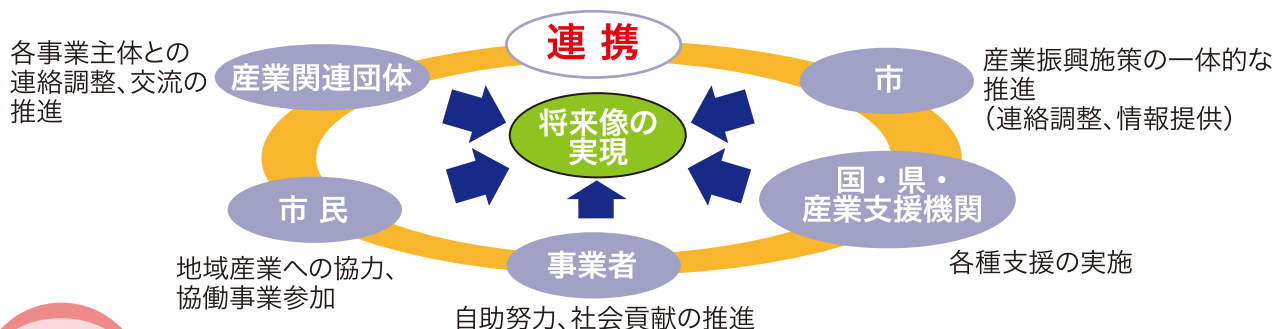 連携
各事業主体との
連絡調整、交流の
推進
産業関連団体
市
産業振興施策の一体的な
推進
（連絡調整、情報提供）
将来像の
実現
市民
国・県・
産業支援機関
地域産業への協力、
協働事業参加
事業者
各種支援の実施
自助努力、社会貢献の推進